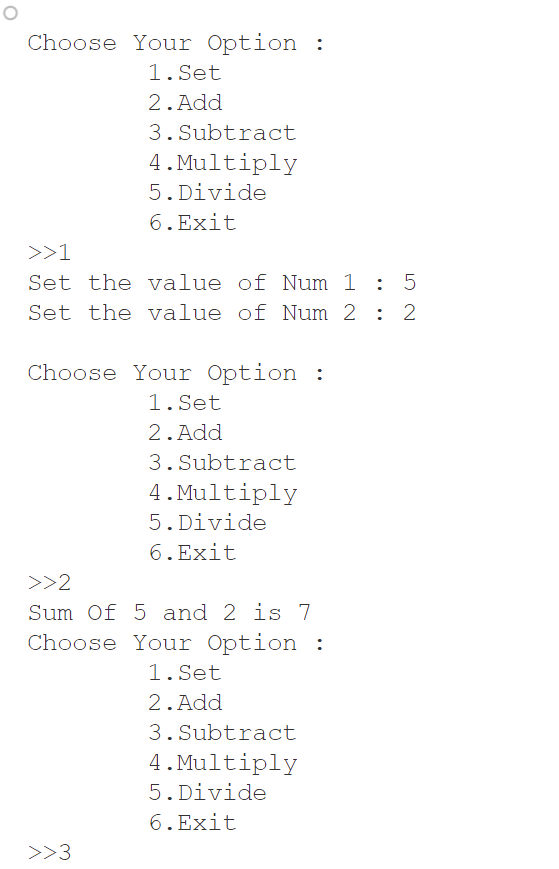 Choose Your Option :
1.Set
2.Add
3.Subtract
4.Multiply
5.Divide
6.Exit
>>1
Set the value of Num 1 : 5
Set the value of Num 2 : 2
Choose Your Option :
1.Set
2.Add
3.Subtract
4.Multiply
5.Divide
6.Exit
>>2
Sum Of 5 and 2 is 7
Choose Your Option :
1.Set
2.Add
3.Subtract
4.Multiply
5.Divide
6.Exit
>>3